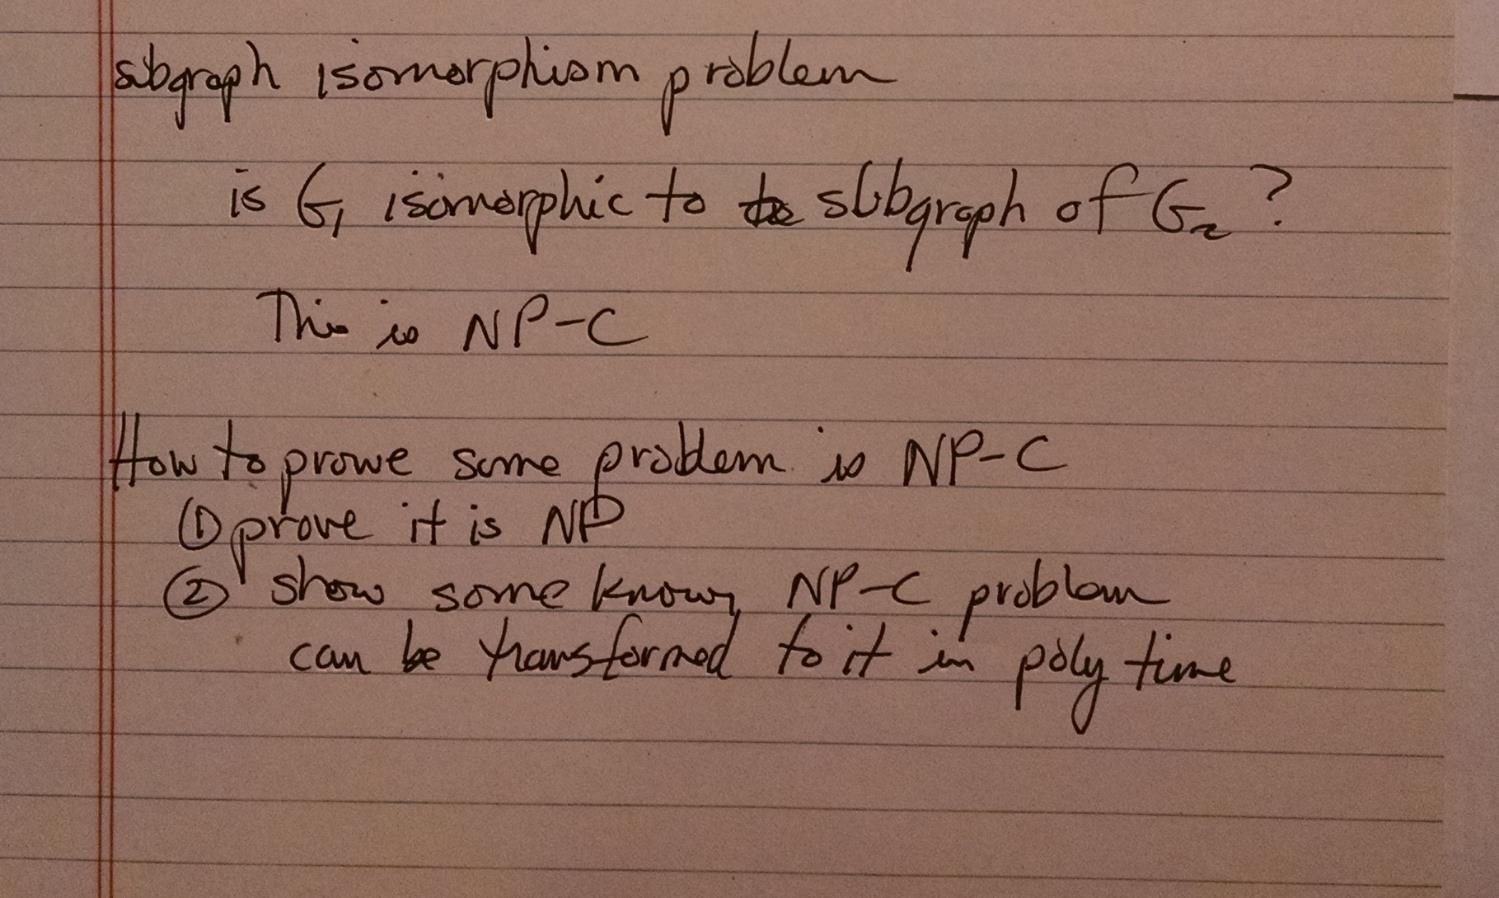 subgraph isomorphism problem
is G₁ isomorphic to subgraph of G₂?
This is NP-C
How to prove some problem is NP-C
① prove it is NP
② show some known NP-C problem
can be transformed to it in poly time